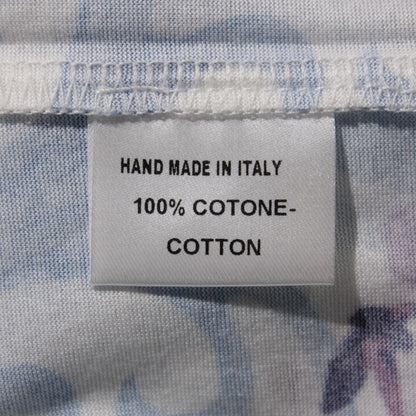 HAND MADE IN ITALY
100% COTONE-
COTTON